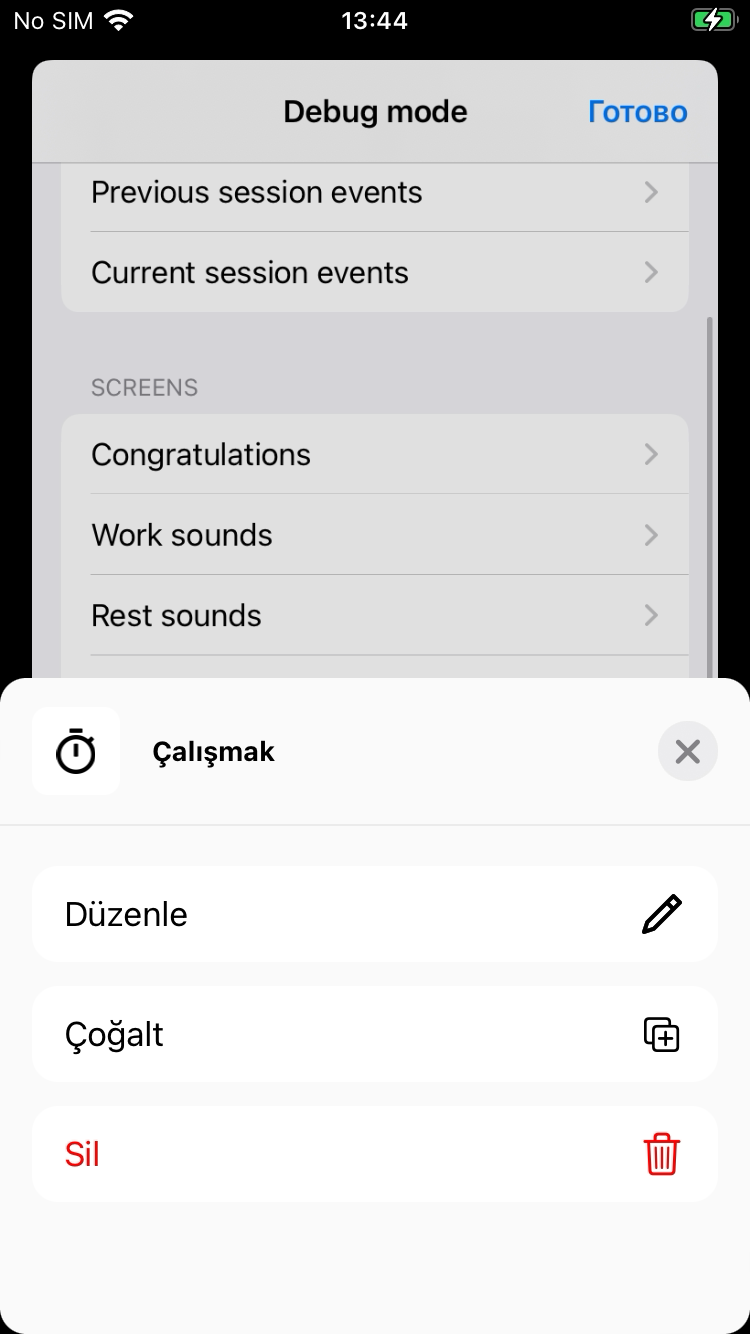 No SIM 13:44
Debug mode Готово
Previous session events
Current session events
SCREENS
Congratulations
Work sounds
Rest sounds
Çalışmak
Düzenle
Çoğalt
Sil